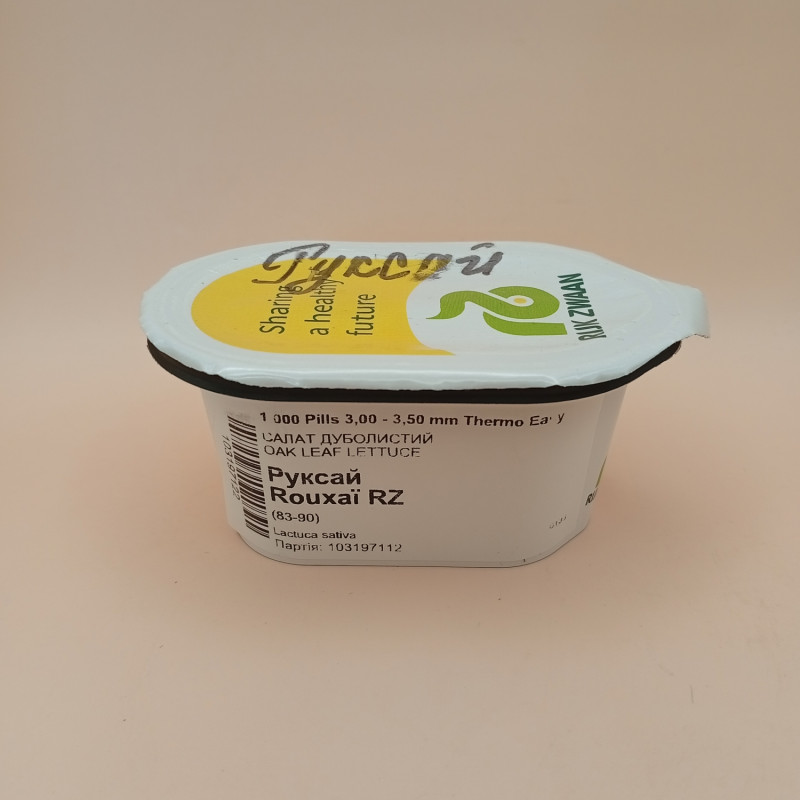 Руксай
Sharing
a healthy
future
RIJK ZWAAN
1 000 Pills 3,00 - 3,50 mm Thermo
САЛАТ ДУБОЛИСТИЙ
OAK LEAF LETTUCE
Руксай
Rouxaï RZ
(83-90)
Lactuca sativa
Партія: 103197112